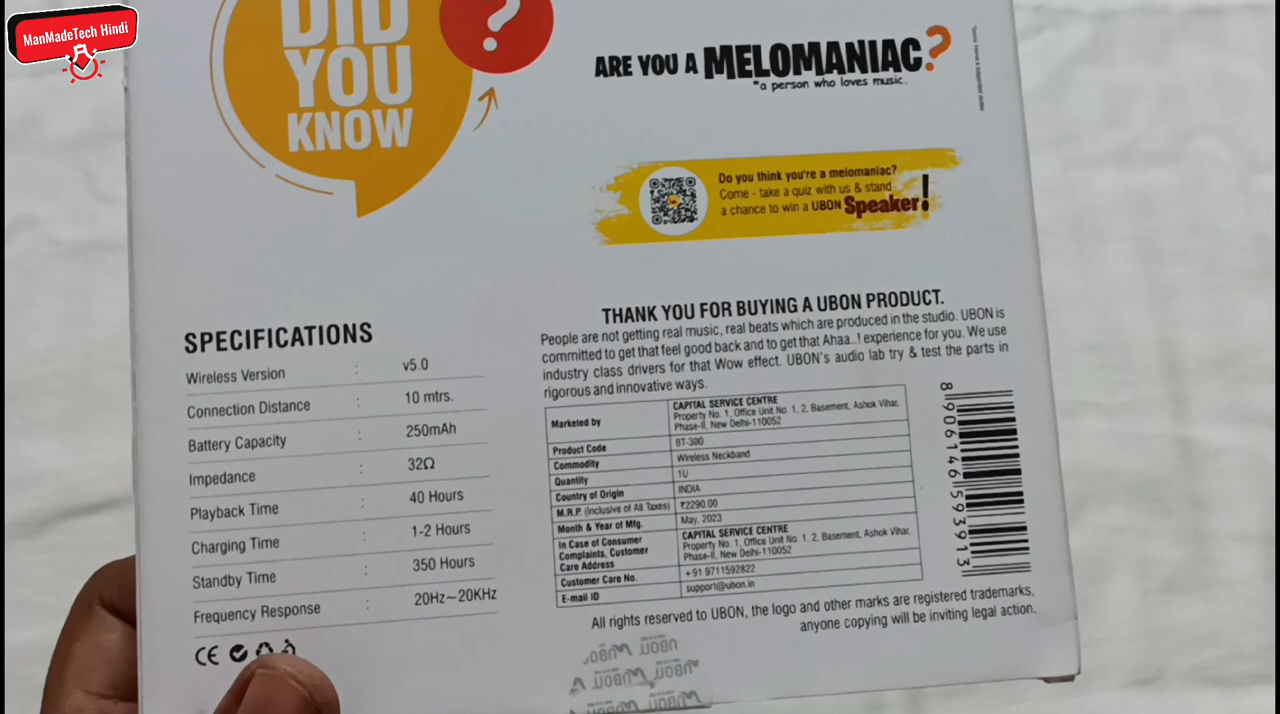 ManMadeTech Hindi
DID
YOU
KNOW
?
ARE YOU A MELOMANIAC?
*a person who loves music.
Do you think you're a melomaniac?
Come - take a quiz with us & stand
a chance to win a UBON Speaker!
SPECIFICATIONS
Wireless Version : v5.0
Connection Distance : 10 mtrs.
Battery Capacity : 250mAh
Impedance : 32Ω
Playback Time : 40 Hours
Charging Time : 1-2 Hours
Standby Time : 350 Hours
Frequency Response : 20Hz~20KHz
CE
THANK YOU FOR BUYING A UBON PRODUCT.
People are not getting real music, real beats which are produced in the studio. UBON is
committed to get that feel good back and to get that Ahaa..! experience for you. We use
industry class drivers for that Wow effect. UBON's audio lab try & test the parts in
rigorous and innovative ways.
Marketed by CAPITAL SERVICE CENTRE
Property No. 1, Office Unit No. 1, 2, Basement, Ashok Vihar,
Phase-II, New Delhi-110052
Product Code BT-300
Commodity Wireless Neckband
Quantity 1U
Country of Origin INDIA
M.R.P. (Inclusive of All Taxes) ₹2290.00
Month & Year of Mfg. May, 2023
In Case of Consumer
Complaints, Customer
Care Address
CAPITAL SERVICE CENTRE
Property No. 1, Office Unit No. 1, 2, Basement, Ashok Vihar,
Phase-II, New Delhi-110052
Customer Care No. +91 9711592822
E-mail ID support@ubon.in
8906146593913
All rights reserved to UBON, the logo and other marks are registered trademarks,
anyone copying will be inviting legal action.
UBON UBON
UBON UBON
UBON UBON